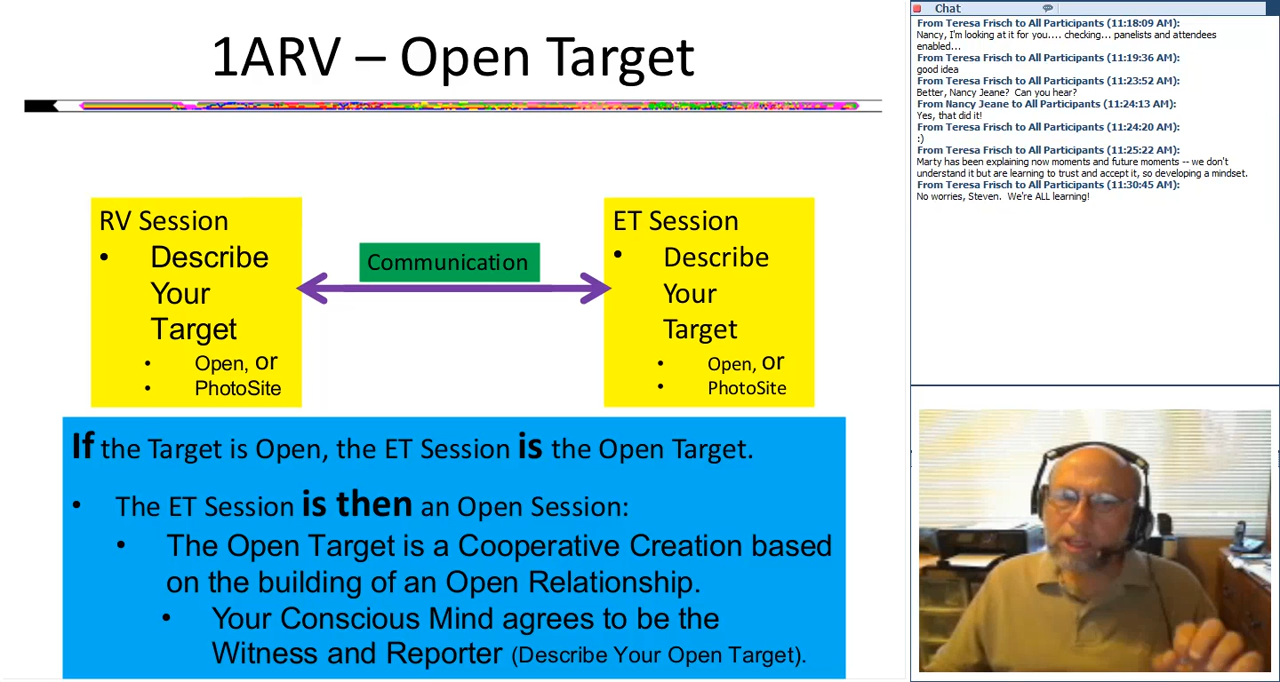 1ARV – Open Target
RV Session
• Describe
Your
Target
• Open, or
• PhotoSite
Communication
ET Session
• Describe
Your
Target
• Open, or
• PhotoSite
If the Target is Open, the ET Session is the Open Target.
• The ET Session is then an Open Session:
• The Open Target is a Cooperative Creation based
on the building of an Open Relationship.
• Your Conscious Mind agrees to be the
Witness and Reporter (Describe Your Open Target).
Chat
From Teresa Frisch to All Participants (11:18:09 AM):
Nancy, I'm looking at it for you.... checking... panelists and attendees
enabled...
From Teresa Frisch to All Participants (11:19:36 AM):
good idea
From Teresa Frisch to All Participants (11:23:52 AM):
Better, Nancy Jeane? Can you hear?
From Nancy Jeane to All Participants (11:24:13 AM):
Yes, that did it!
From Teresa Frisch to All Participants (11:24:20 AM):
:)
From Teresa Frisch to All Participants (11:25:22 AM):
Marty has been explaining now moments and future moments -- we don't
understand it but are learning to trust and accept it, so developing a mindset.
From Teresa Frisch to All Participants (11:30:45 AM):
No worries, Steven. We're ALL learning!